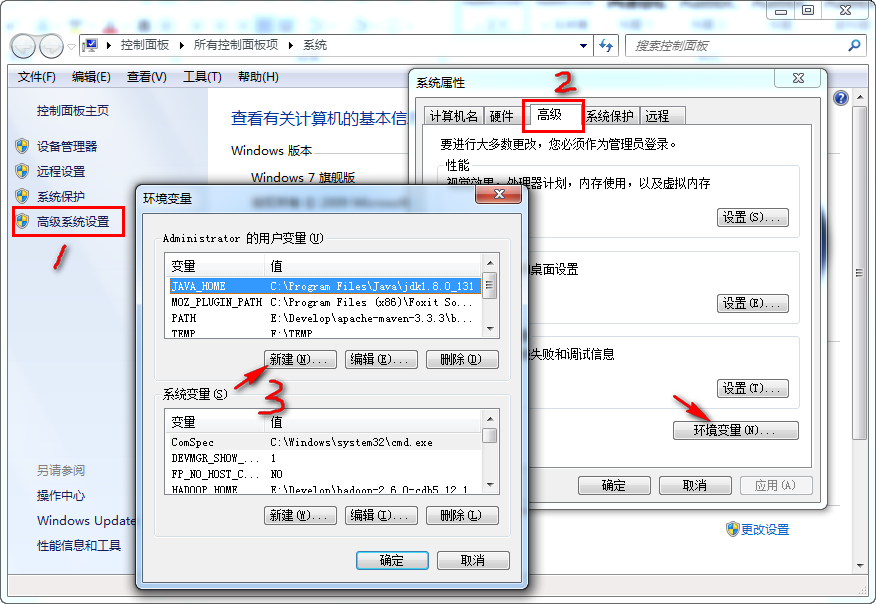 控制面板 ▸ 所有控制面板项 ▸ 系统
搜索控制面板
文件(F) 编辑(E) 查看(V) 工具(T) 帮助(H)
控制面板主页
设备管理器
远程设置
系统保护
高级系统设置
1
另请参阅
操作中心
Windows Update
性能信息和工具
查看有关计算机的基本信
Windows 版本
Windows 7 旗舰版
系统属性
2
计算机名 硬件 高级 系统保护 远程
要进行大多数更改，您必须作为管理员登录。
性能
视觉效果，处理器计划，内存使用，以及虚拟内存
设置(S)...
桌面设置
设置(E)...
失败和调试信息
设置(T)...
环境变量(N)...
确定 取消 应用(A)
更改设置
环境变量
Administrator 的用户变量(U)
变量 值
JAVA_HOME C:\Program Files\Java\jdk1.8.0_131
MOZ_PLUGIN_PATH C:\Program Files (x86)\Foxit So...
PATH E:\Develop\apache-maven-3.3.3\b...
TEMP F:\TEMP
新建(N)... 编辑(E)... 删除(D)
3
系统变量(S)
变量 值
ComSpec C:\Windows\system32\cmd.exe
DEVMGR_SHOW_... 1
FP_NO_HOST_C... NO
HADOOP_HOME E:\Develop\hadoop-2.6.0-cdh5.12.1
新建(W)... 编辑(I)... 删除(L)
确定 取消